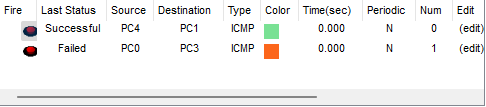 Fire Last Status Source Destination Type Color Time(sec) Periodic Num Edit
Successful PC4 PC1 ICMP 0.000 N 0 (edit)
Failed PC0 PC3 ICMP 0.000 N 1 (edit)